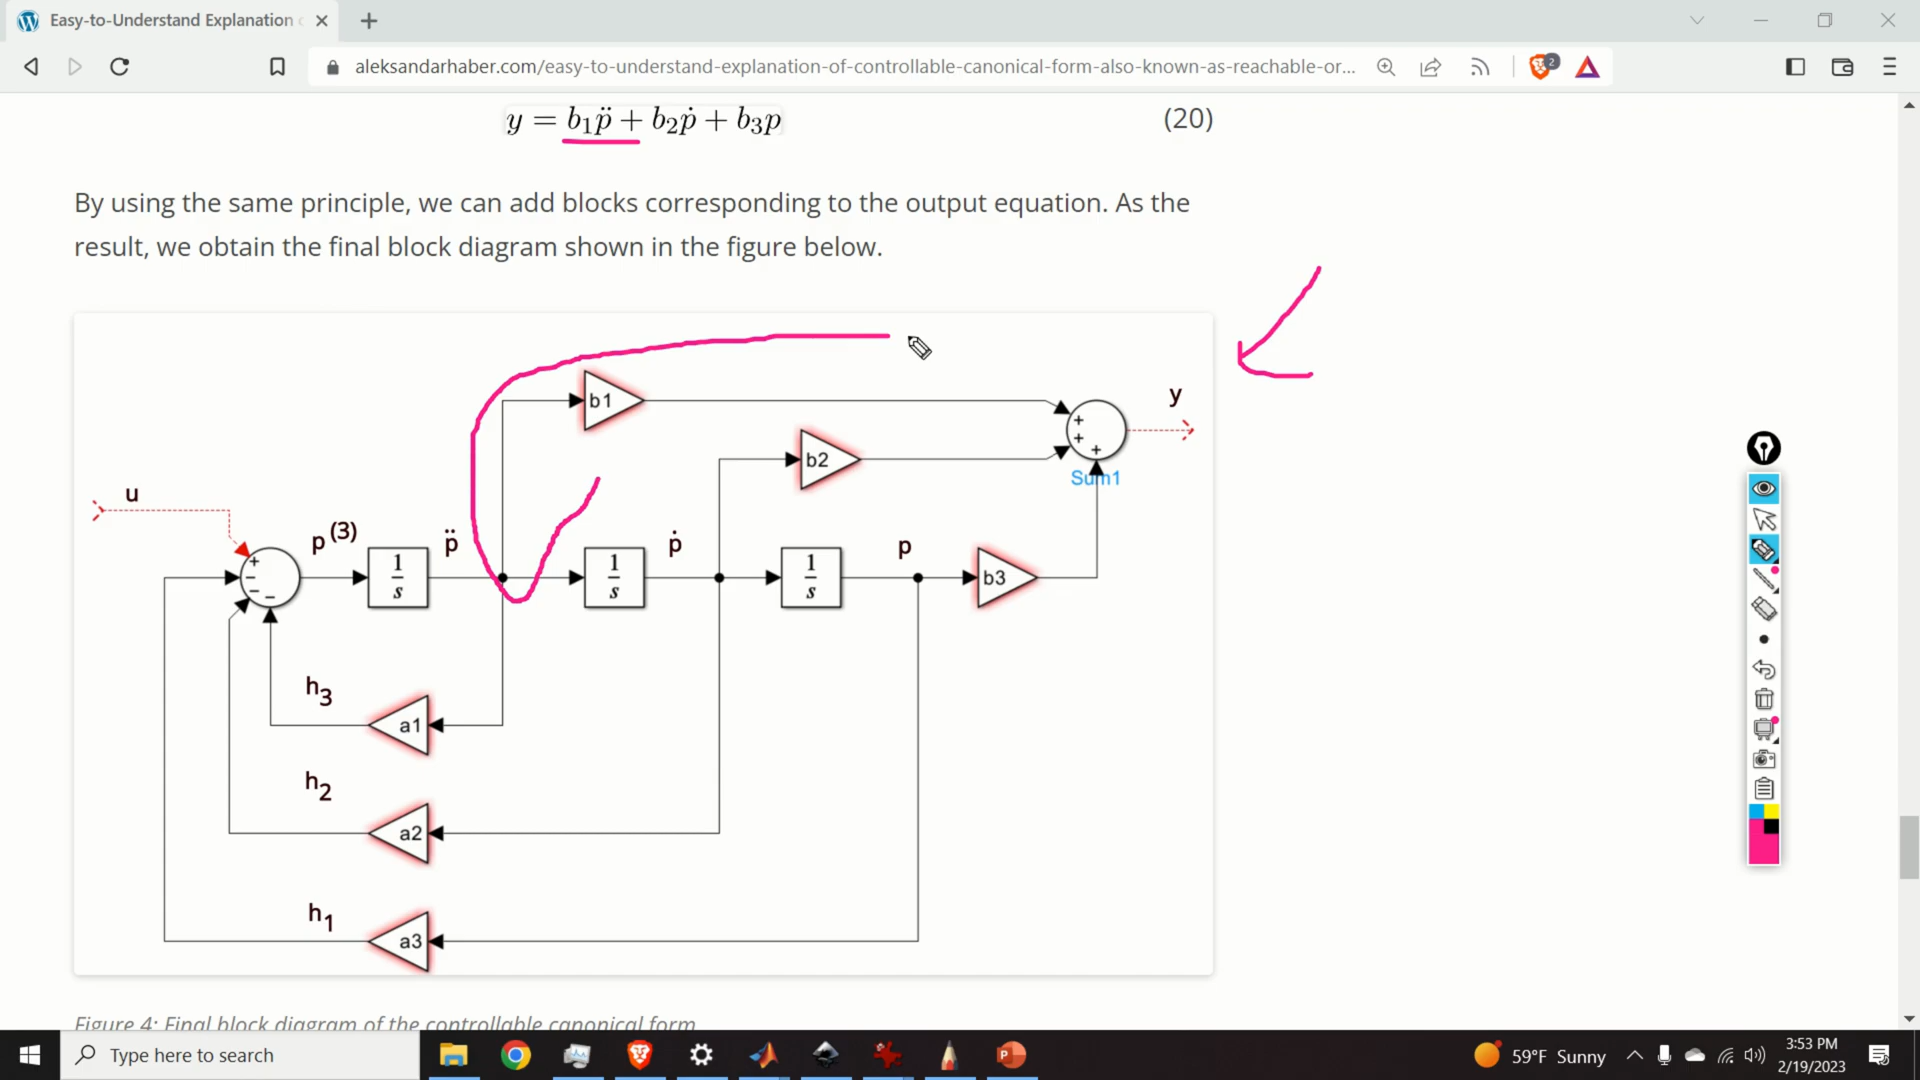 Easy-to-Understand Explanation
aleksandarhaber.com/easy-to-understand-explanation-of-controllable-canonical-form-also-known-as-reachable-or...
2
y = b₁p̈ + b₂ṗ + b₃p (20)
By using the same principle, we can add blocks corresponding to the output equation. As the
result, we obtain the final block diagram shown in the figure below.
b1
y
+
+
+
b2
Sum1
u
p(3)
p̈
ṗ
p
+
−
−
−
1/s
1/s
1/s
b3
h₃
a1
h₂
a2
h₁
a3
Figure 4: Final block diagram of the controllable canonical form
Type here to search
59°F Sunny
3:53 PM
2/19/2023